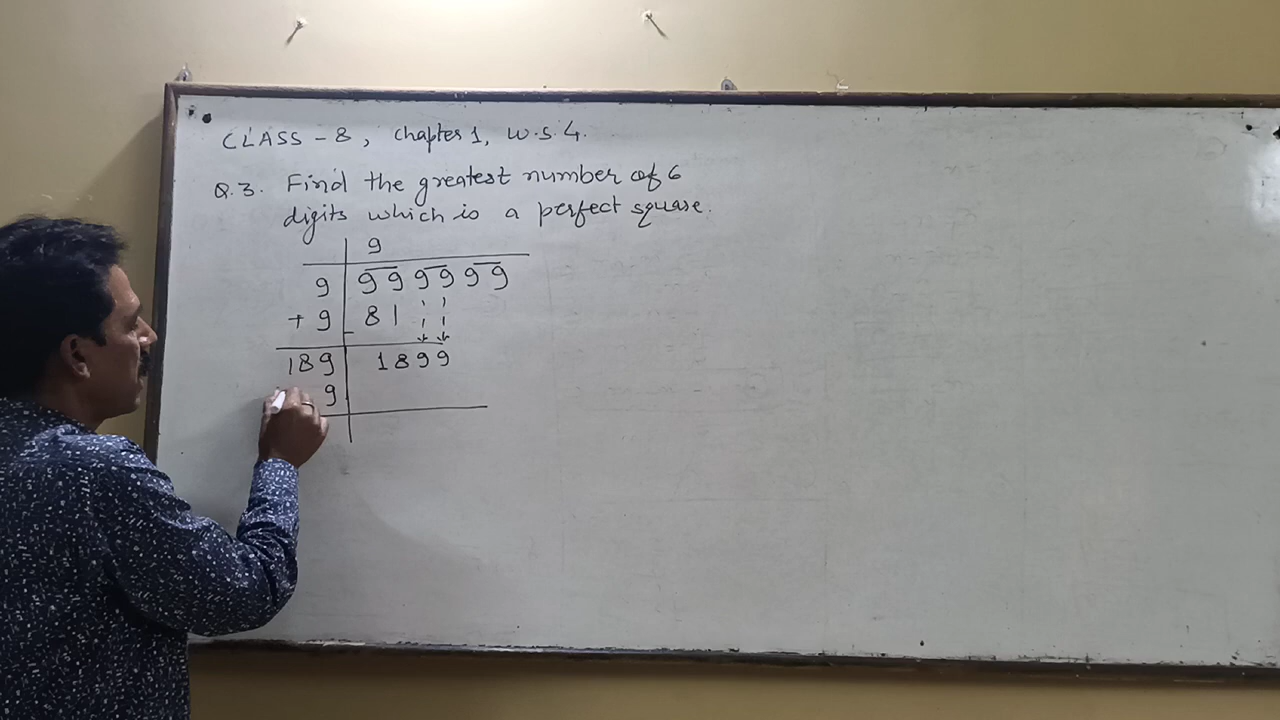 CLASS - 8, Chapter 1, W.S. 4.
Q.3. Find the greatest number of 6
digits which is a perfect square.
9
9 99 99 99
+ 9 - 81
189 1899
9